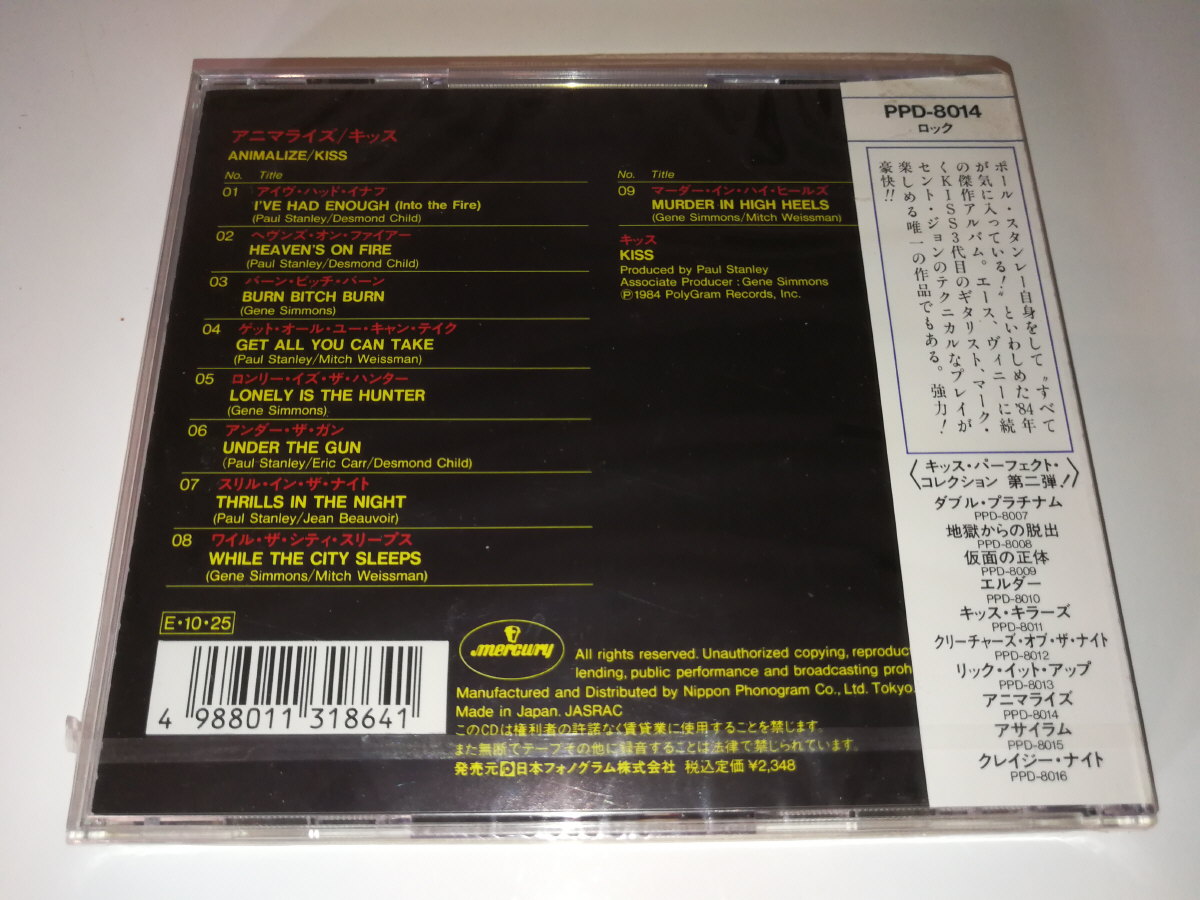 アニマライズ/キッス
ANIMALIZE/KISS
No. Title
01 アイヴ・ハッド・イナフ
I'VE HAD ENOUGH (Into the Fire)
(Paul Stanley/Desmond Child)
02 ヘヴンズ・オン・ファイアー
HEAVEN'S ON FIRE
(Paul Stanley/Desmond Child)
03 バーン・ビッチ・バーン
BURN BITCH BURN
(Gene Simmons)
04 ゲット・オール・ユー・キャン・テイク
GET ALL YOU CAN TAKE
(Paul Stanley/Mitch Weissman)
05 ロンリー・イズ・ザ・ハンター
LONELY IS THE HUNTER
(Gene Simmons)
06 アンダー・ザ・ガン
UNDER THE GUN
(Paul Stanley/Eric Carr/Desmond Child)
07 スリル・イン・ザ・ナイト
THRILLS IN THE NIGHT
(Paul Stanley/Jean Beauvoir)
08 ワイル・ザ・シティ・スリープス
WHILE THE CITY SLEEPS
(Gene Simmons/Mitch Weissman)
No. Title
09 マーダー・イン・ハイ・ヒールズ
MURDER IN HIGH HEELS
(Gene Simmons/Mitch Weissman)
キッス
KISS
Produced by Paul Stanley
Associate Producer : Gene Simmons
Ⓟ1984 PolyGram Records, Inc.
E・10・25
4 988011 318641
mercury
All rights reserved. Unauthorized copying, reproduc
lending, public performance and broadcasting proh
Manufactured and Distributed by Nippon Phonogram Co., Ltd. Tokyo.
Made in Japan. JASRAC
このCDは権利者の許諾なく賃貸業に使用することを禁じます。
また無断でテープその他に録音することは法律で禁じられています。
発売元 日本フォノグラム株式会社 税込定価 ¥2,348
PPD-8014
ロック
ポール・スタンレー自身をして〝すべて
が気に入っている!〟といわしめた'84年
の傑作アルバム。エース、ヴィニーに続
くKISS3代目のギタリスト、マーク・
セント・ジョンのテクニカルなプレイが
楽しめる唯一の作品でもある。強力!
豪快!!
〈キッス・パーフェクト・
コレクション 第二弾!〉
ダブル・プラチナム
PPD-8007
地獄からの脱出
PPD-8008
仮面の正体
PPD-8009
エルダー
PPD-8010
キッス・キラーズ
PPD-8011
クリーチャーズ・オブ・ザ・ナイト
PPD-8012
リック・イット・アップ
PPD-8013
アニマライズ
PPD-8014
アサイラム
PPD-8015
クレイジー・ナイト
PPD-8016